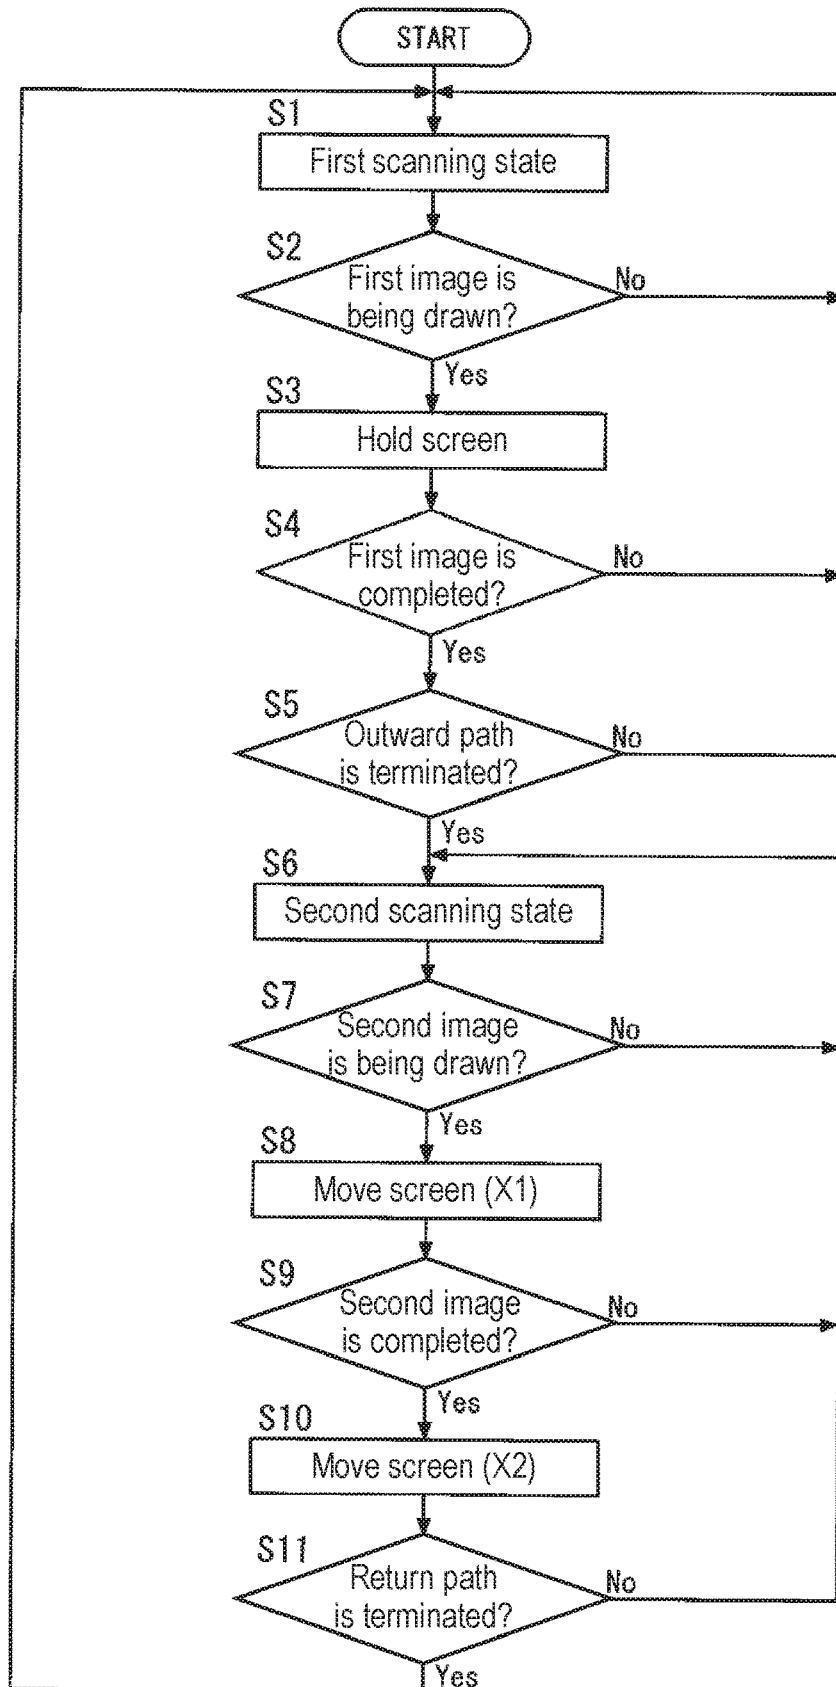 START
S1
First scanning state
S2
First image is
being drawn?
No
Yes
S3
Hold screen
S4
First image is
completed?
No
Yes
S5
Outward path
is terminated?
No
Yes
S6
Second scanning state
S7
Second image
is being drawn?
No
Yes
S8
Move screen (X1)
S9
Second image
is completed?
No
Yes
S10
Move screen (X2)
S11
Return path
is terminated?
No
Yes